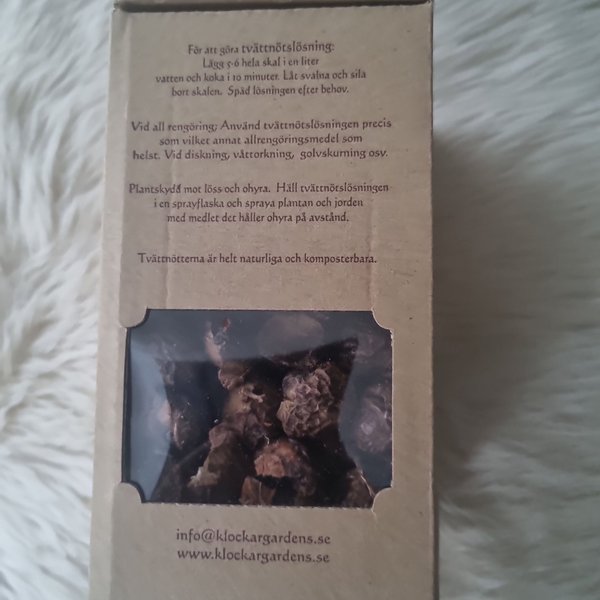 För att göra tvättnötslösning:
Lägg 5-6 hela skal i en liter
vatten och koka i 10 minuter. Låt svalna och sila
bort skalen. Späd lösningen efter behov.
Vid all rengöring; Använd tvättnötslösningen precis
som vilket annat allrengöringsmedel som
helst. Vid diskning, våttorkning, golvskurning osv.
Plantskydd mot löss och ohyra. Häll tvättnötslösningen
i en sprayflaska och spraya plantan och jorden
med medlet det håller ohyra på avstånd.
Tvättnötterna är helt naturliga och komposterbara.
info@klockargardens.se
www.klockargardens.se